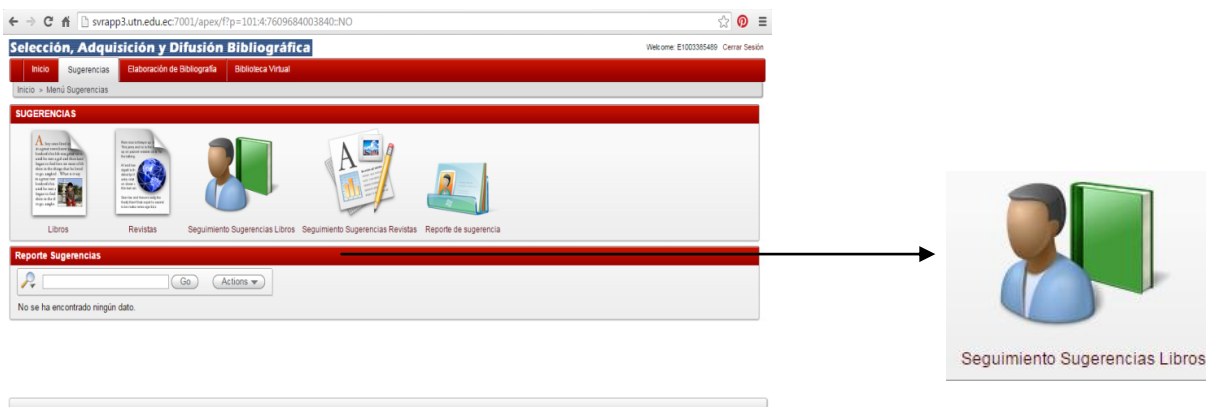 svrapp3.utn.edu.ec:7001/apex/f?p=101:4:7609684003840::NO
Selección, Adquisición y Difusión Bibliográfica
Welcome: E1003385489 Cerrar Sesión
Inicio Sugerencias Elaboración de Bibliografía Biblioteca Virtual
Inicio > Menú Sugerencias
SUGERENCIAS
Libros Revistas Seguimiento Sugerencias Libros Seguimiento Sugerencias Revistas Reporte de sugerencia
Reporte Sugerencias
Go Actions
No se ha encontrado ningún dato.
Seguimiento Sugerencias Libros